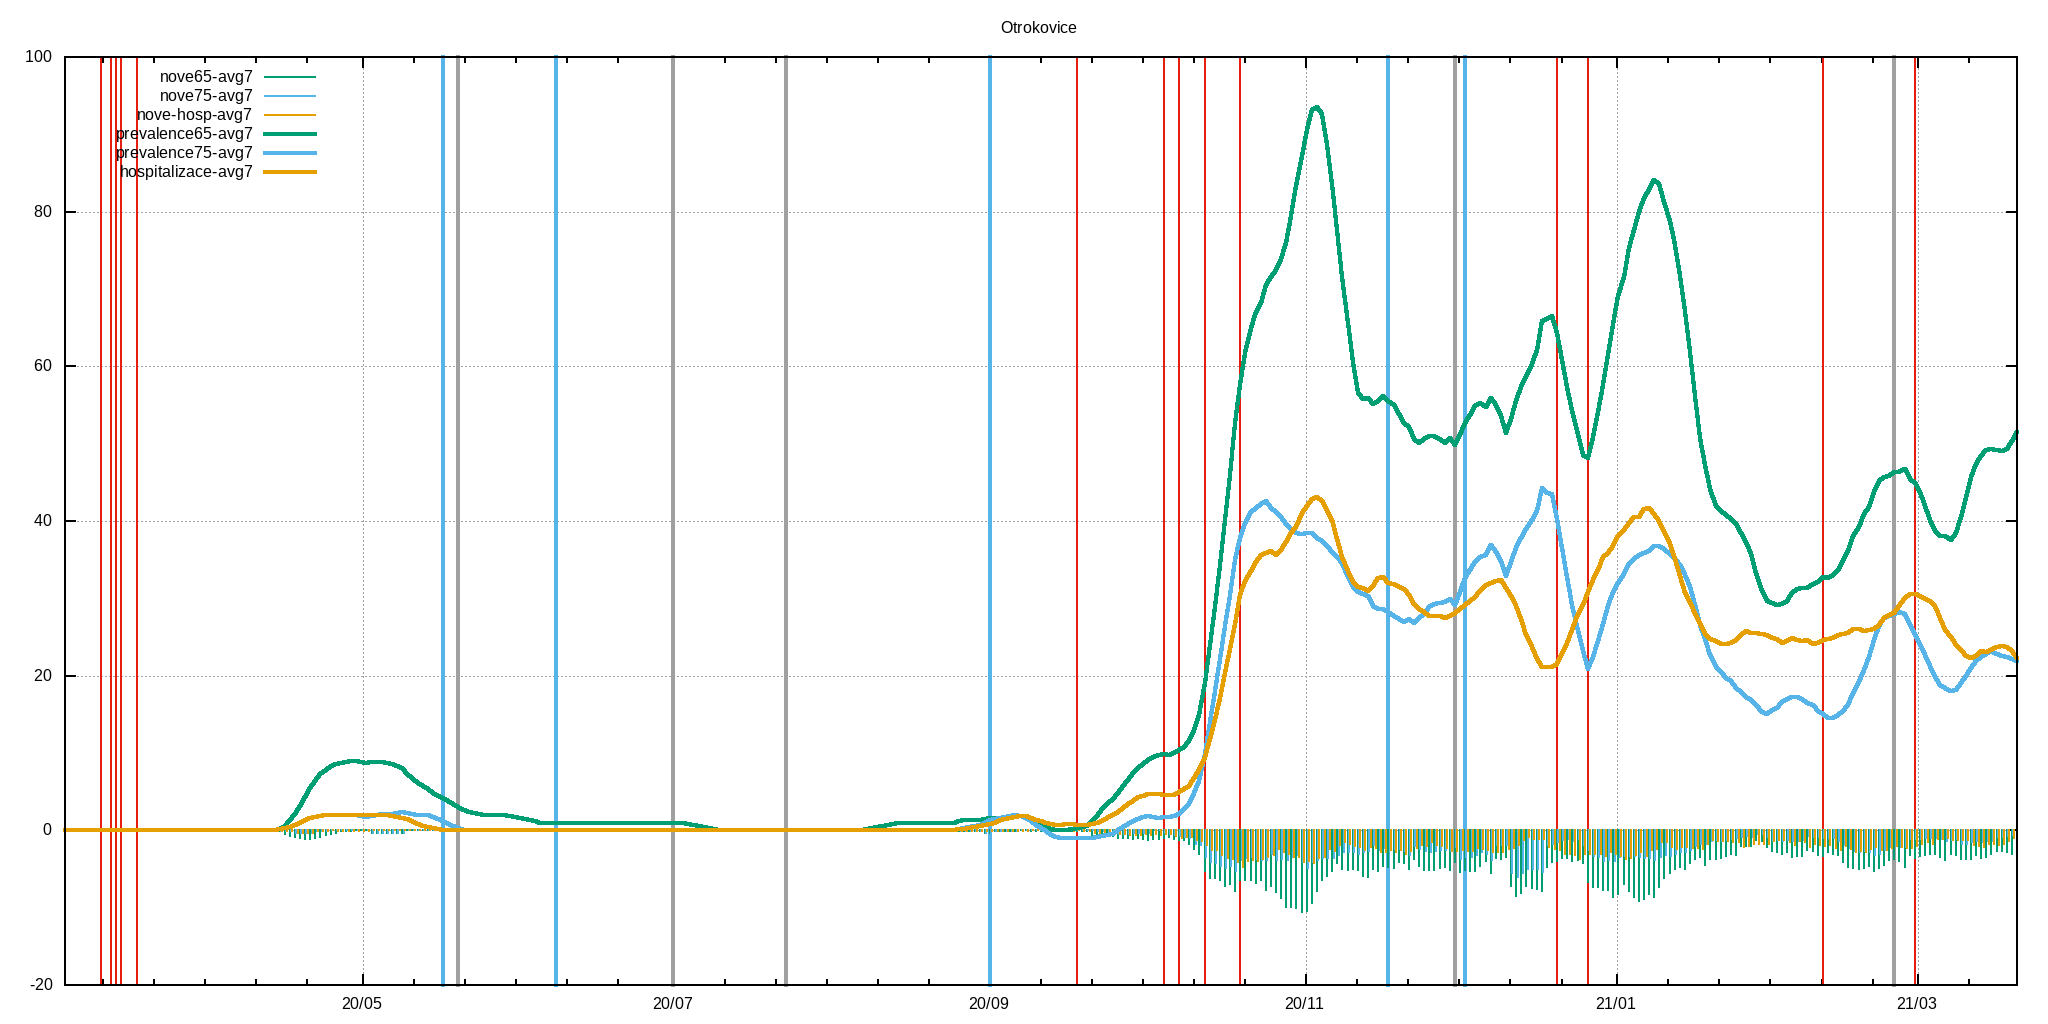 Otrokovice
100
80
60
40
20
0
-20
nove65-avg7
nove75-avg7
nove-hosp-avg7
prevalence65-avg7
prevalence75-avg7
hospitalizace-avg7
20/05 20/07 20/09 20/11 21/01 21/03